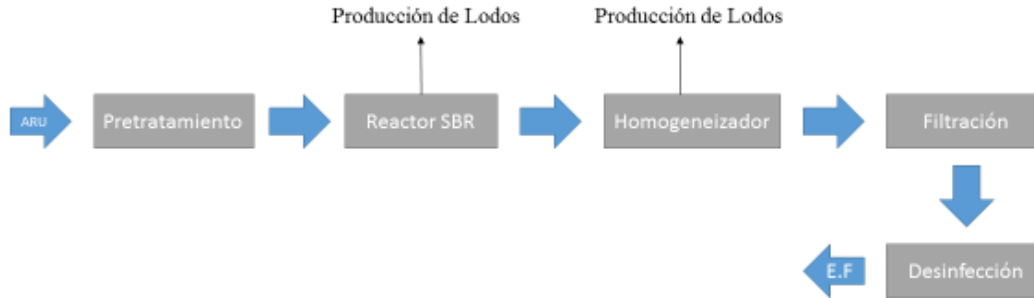 Producción de Lodos
Producción de Lodos
ARU
Pretratamiento
Reactor SBR
Homogeneizador
Filtración
E.F
Desinfección